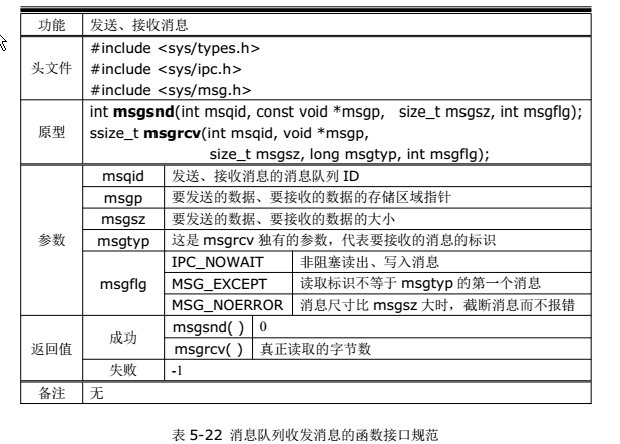 功能 发送、接收消息
头文件 #include <sys/types.h>
#include <sys/ipc.h>
#include <sys/msg.h>
原型 int msgsnd(int msqid, const void *msgp, size_t msgsz, int msgflg);
ssize_t msgrcv(int msqid, void *msgp,
size_t msgsz, long msgtyp, int msgflg);
参数 msqid 发送、接收消息的消息队列 ID
msgp 要发送的数据、要接收的数据的存储区域指针
msgsz 要发送的数据、要接收的数据的大小
msgtyp 这是 msgrcv 独有的参数，代表要接收的消息的标识
msgflg IPC_NOWAIT 非阻塞读出、写入消息
MSG_EXCEPT 读取标识不等于 msgtyp 的第一个消息
MSG_NOERROR 消息尺寸比 msgsz 大时，截断消息而不报错
返回值 成功 msgsnd( ) 0
msgrcv( ) 真正读取的字节数
失败 -1
备注 无
表 5-22 消息队列收发消息的函数接口规范